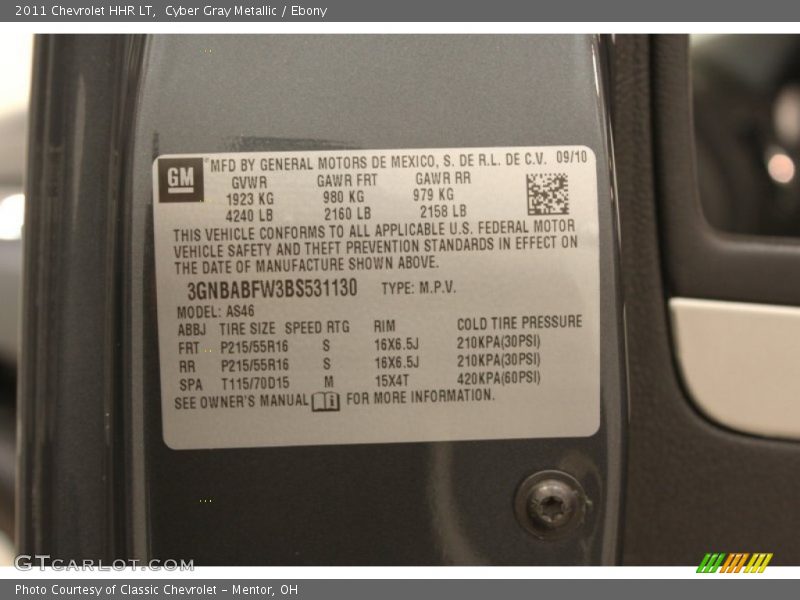 2011 Chevrolet HHR LT, Cyber Gray Metallic / Ebony
GM
MFD BY GENERAL MOTORS DE MEXICO, S. DE R.L. DE C.V. 09/10
GVWR GAWR FRT GAWR RR
1923 KG 980 KG 979 KG
4240 LB 2160 LB 2158 LB
THIS VEHICLE CONFORMS TO ALL APPLICABLE U.S. FEDERAL MOTOR
VEHICLE SAFETY AND THEFT PREVENTION STANDARDS IN EFFECT ON
THE DATE OF MANUFACTURE SHOWN ABOVE.
3GNBABFW3BS531130 TYPE: M.P.V.
MODEL: AS46
ABBJ TIRE SIZE SPEED RTG RIM COLD TIRE PRESSURE
FRT P215/55R16 S 16X6.5J 210KPA(30PSI)
RR P215/55R16 S 16X6.5J 210KPA(30PSI)
SPA T115/70D15 M 15X4T 420KPA(60PSI)
SEE OWNER'S MANUAL FOR MORE INFORMATION.
GTCARLOT.COM
Photo Courtesy of Classic Chevrolet - Mentor, OH